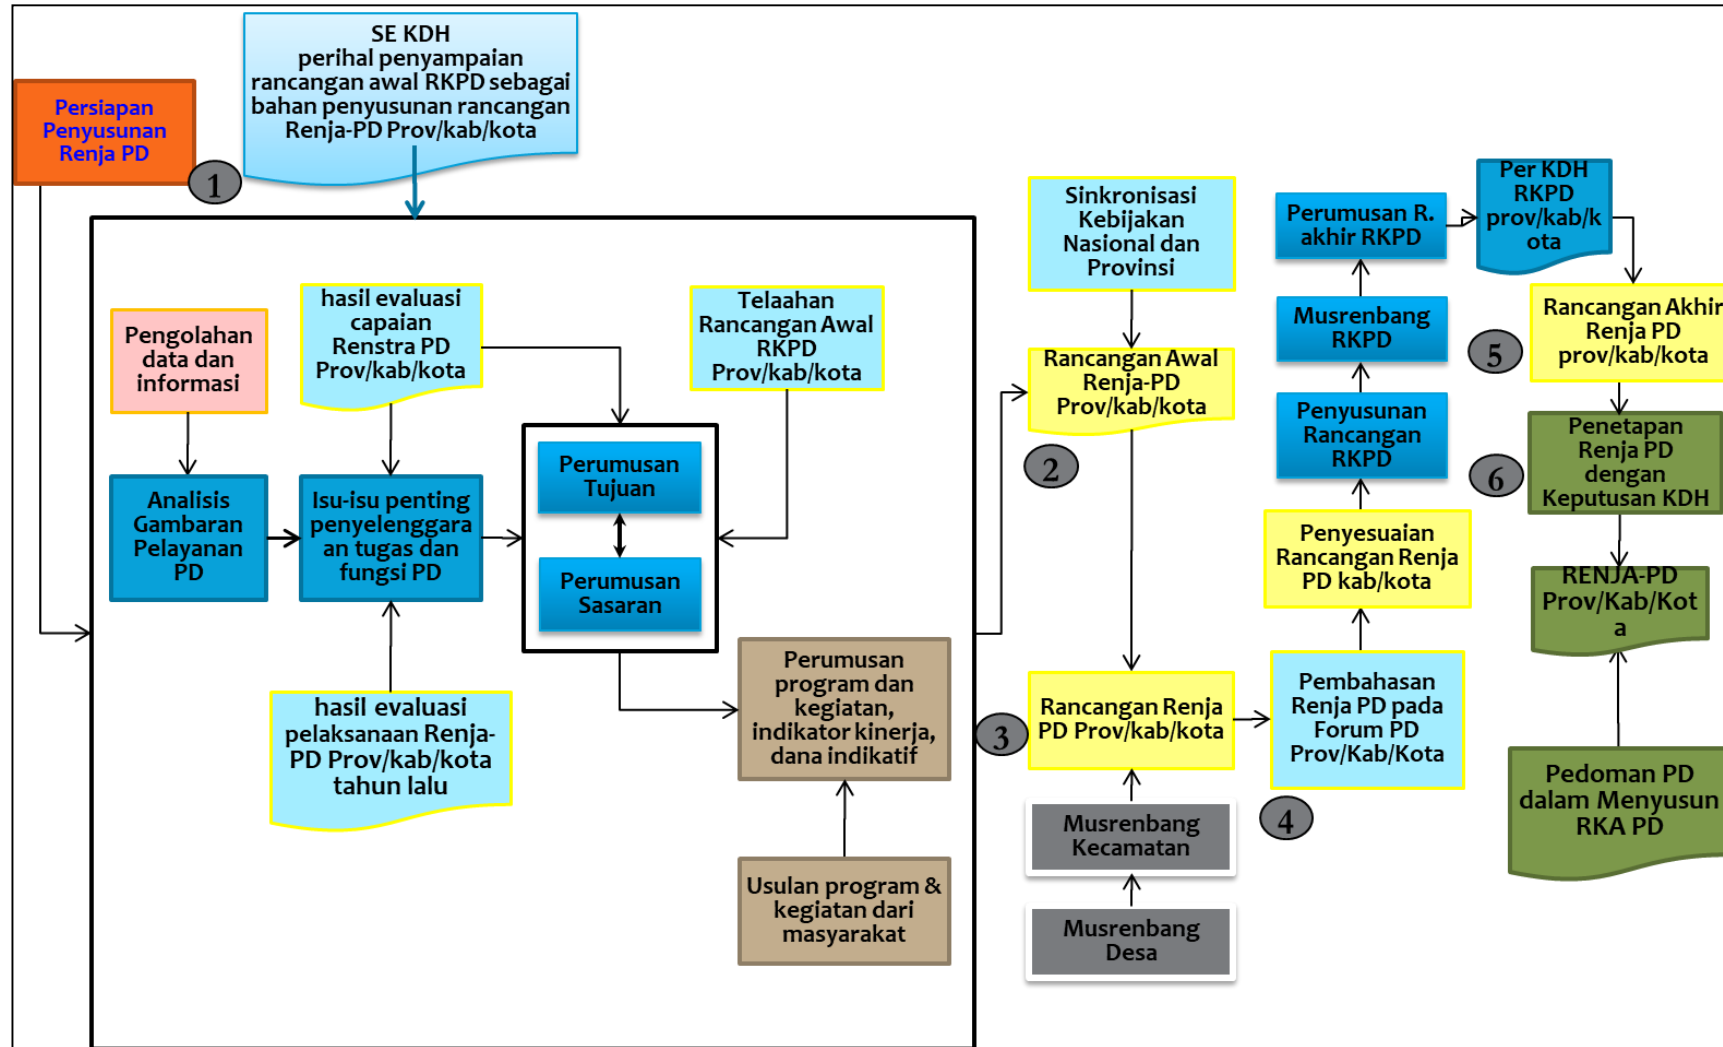 SE KDH
perihal penyampaian
rancangan awal RKPD sebagai
bahan penyusunan rancangan
Renja-PD Prov/kab/kota
Persiapan
Penyusunan
Renja PD
1
Pengolahan
data dan
informasi
hasil evaluasi
capaian
Renstra PD
Prov/kab/kota
Telaahan
Rancangan Awal
RKPD
Prov/kab/kota
Analisis
Gambaran
Pelayanan
PD
Isu-isu penting
penyelenggara
an tugas dan
fungsi PD
Perumusan
Tujuan
Perumusan
Sasaran
hasil evaluasi
pelaksanaan Renja-
PD Prov/kab/kota
tahun lalu
Perumusan
program dan
kegiatan,
indikator kinerja,
dana indikatif
Usulan program &
kegiatan dari
masyarakat
Sinkronisasi
Kebijakan
Nasional dan
Provinsi
Rancangan Awal
Renja-PD
Prov/kab/kota
2
3
Rancangan Renja
PD Prov/kab/kota
Musrenbang
Kecamatan
Musrenbang
Desa
4
Pembahasan
Renja PD pada
Forum PD
Prov/Kab/Kota
Penyesuaian
Rancangan Renja
PD kab/kota
Penyusunan
Rancangan
RKPD
Musrenbang
RKPD
Perumusan R.
akhir RKPD
Per KDH
RKPD
prov/kab/k
ota
5
Rancangan Akhir
Renja PD
prov/kab/kota
6
Penetapan
Renja PD
dengan
Keputusan KDH
RENJA-PD
Prov/Kab/Kot
a
Pedoman PD
dalam Menyusun
RKA PD